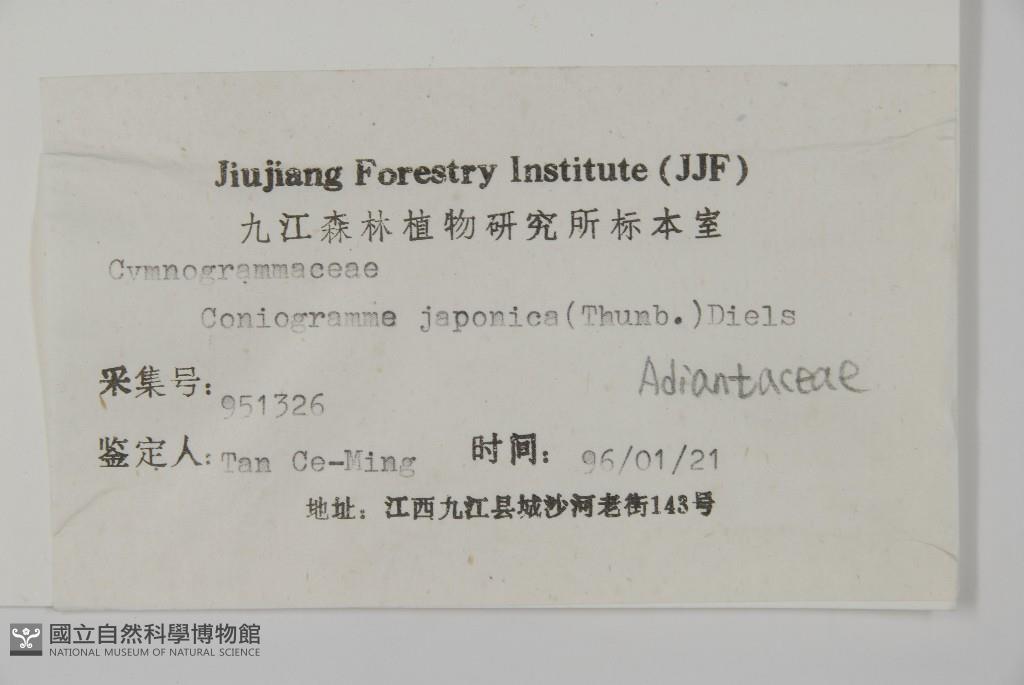 Jiujiang Forestry Institute (JJF)
九江森林植物研究所标本室
Cymnogrammaceae
Coniogramme japonica(Thunb.)Diels
Adiantaceae
采集号: 951326
鉴定人: Tan Ce-Ming 时间: 96/01/21
地址: 江西九江县城沙河老街143号
國立自然科學博物館
NATIONAL MUSEUM OF NATURAL SCIENCE